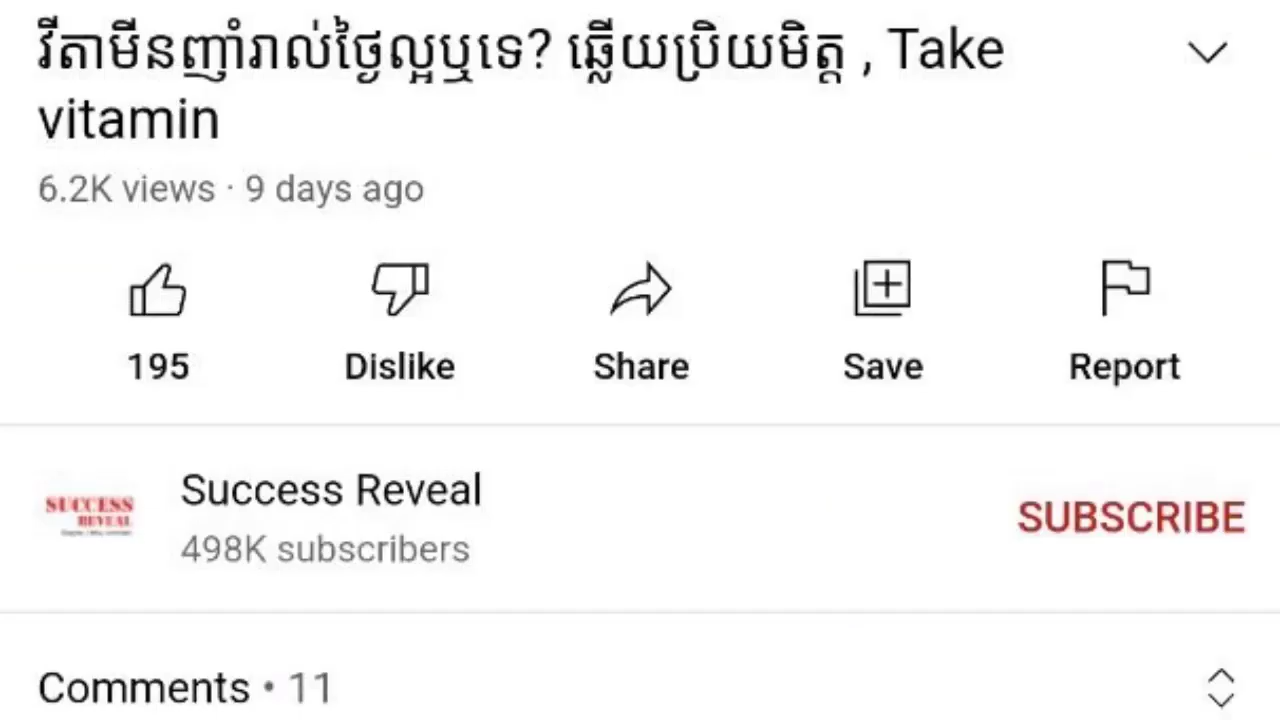 វីតាមីនញ៉ាំរាល់ថ្ងៃល្អឬទេ? ឆ្លើយប្រិយមិត្ត , Take
vitamin
6.2K views · 9 days ago
195 Dislike Share Save Report
SUCCESS
REVEAL
Success Reveal
498K subscribers
SUBSCRIBE
Comments • 11